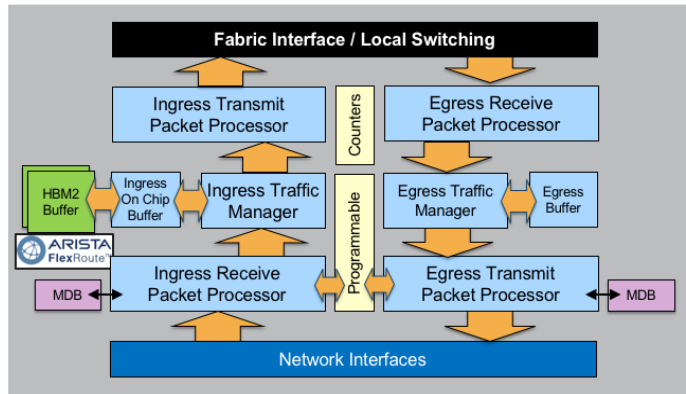 Fabric Interface / Local Switching
Ingress Transmit
Packet Processor
Counters
Egress Receive
Packet Processor
HBM2
Buffer
Ingress
On Chip
Buffer
Ingress Traffic
Manager
Programmable
Egress Traffic
Manager
Egress
Buffer
ARISTA
FlexRoute™
MDB
Ingress Receive
Packet Processor
Egress Transmit
Packet Processor
MDB
Network Interfaces